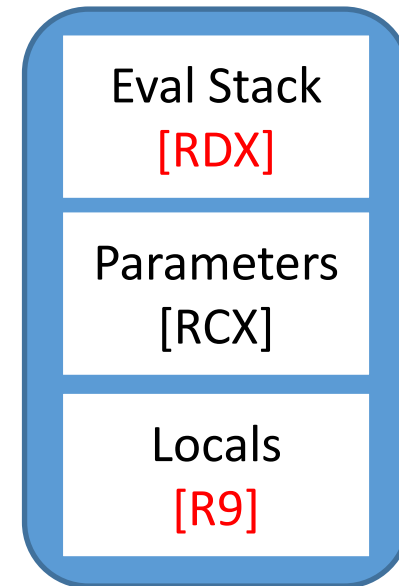 Eval Stack
[RDX]
Parameters
[RCX]
Locals
[R9]